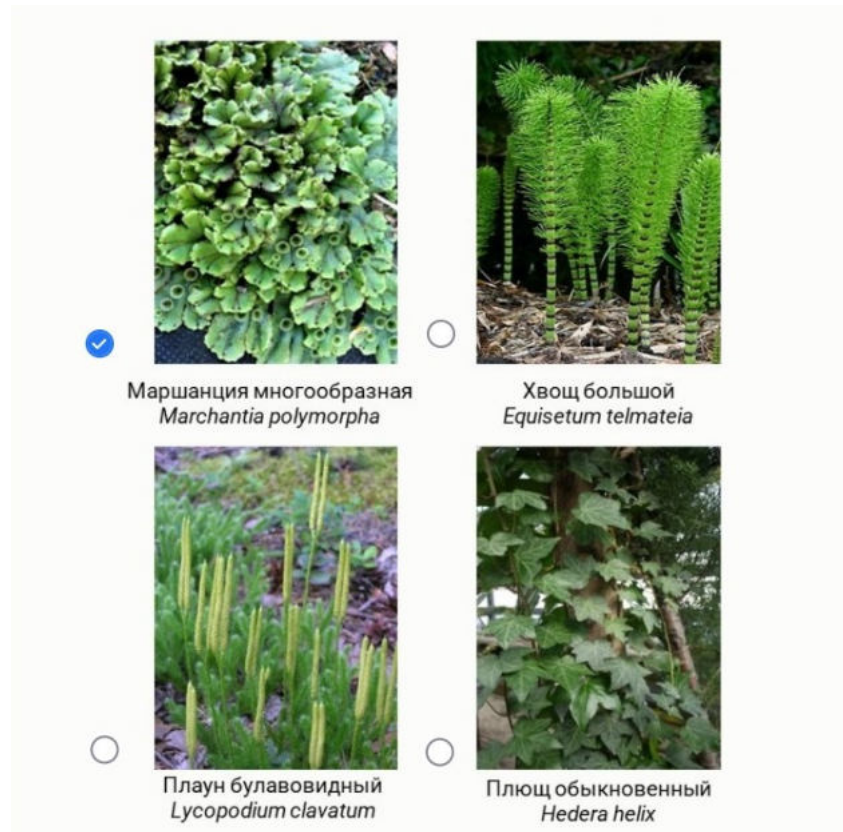 Маршанция многообразная
Marchantia polymorpha
Хвощ большой
Equisetum telmateia
Плаун булавовидный
Lycopodium clavatum
Плющ обыкновенный
Hedera helix